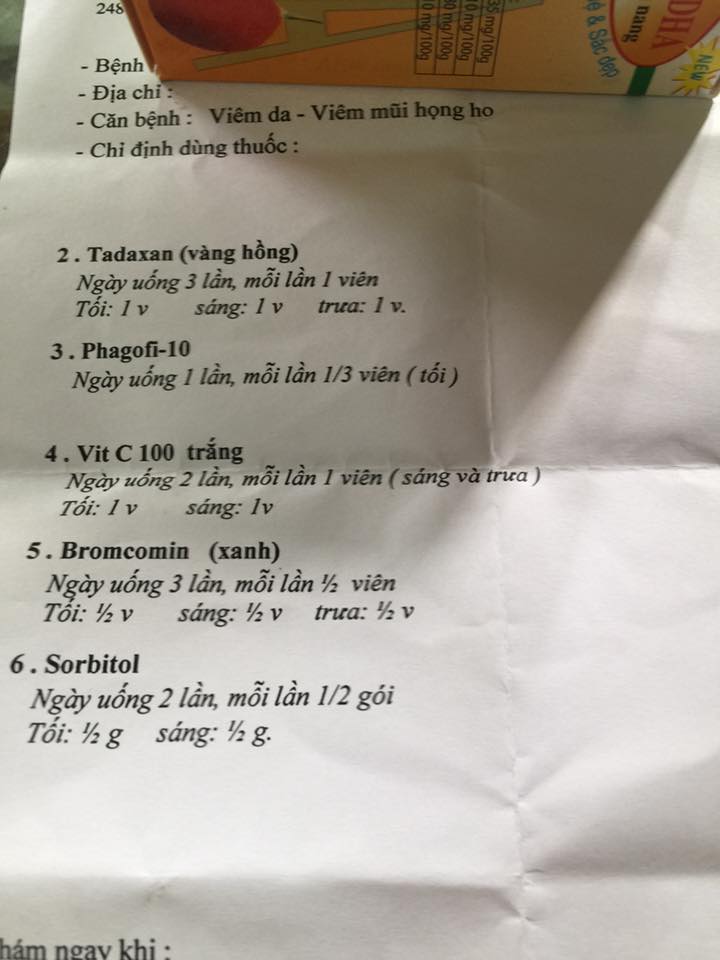 35 mg/100g
10 mg/100g
30 mg/100g
10 mg/100g
DHA
nang
NEW
& Sắc đẹp
248
- Bệnh
- Địa chỉ :
- Căn bệnh : Viêm da - Viêm mũi họng ho
- Chỉ định dùng thuốc :
2 . Tadaxan (vàng hồng)
Ngày uống 3 lần, mỗi lần 1 viên
Tối: 1 v sáng: 1 v trưa: 1 v.
3 . Phagofi-10
Ngày uống 1 lần, mỗi lần 1/3 viên ( tối )
4 . Vit C 100 trắng
Ngày uống 2 lần, mỗi lần 1 viên ( sáng và trưa )
Tối: 1 v sáng: 1v
5 . Bromcomin (xanh)
Ngày uống 3 lần, mỗi lần ½ viên
Tối: ½ v sáng: ½ v trưa: ½ v
6 . Sorbitol
Ngày uống 2 lần, mỗi lần 1/2 gói
Tối: ½ g sáng: ½ g.
hám ngay khi :